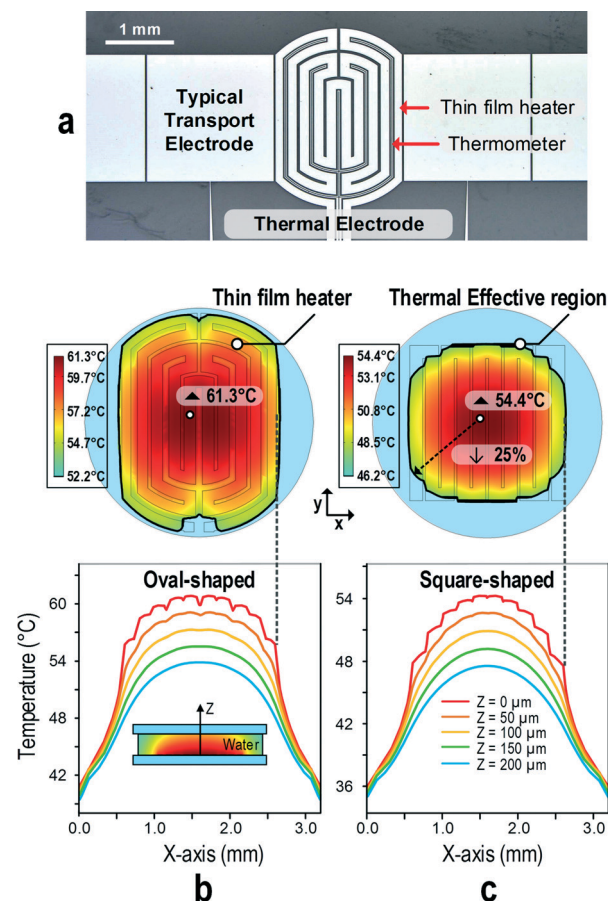 1 mm
a
Typical
Transport
Electrode
Thin film heater
Thermometer
Thermal Electrode
Thin film heater
Thermal Effective region
61.3°C
59.7°C
57.2°C
54.7°C
52.2°C
▲ 61.3°C
54.4°C
53.1°C
50.8°C
48.5°C
46.2°C
▲ 54.4°C
↓ 25%
y
x
Oval-shaped
Square-shaped
Temperature (°C)
60
54
48
42
54
48
42
36
Z
Water
Z = 0 µm
Z = 50 µm
Z = 100 µm
Z = 150 µm
Z = 200 µm
0.0 1.0 2.0 3.0
0.0 1.0 2.0 3.0
X-axis (mm)
X-axis (mm)
b
c